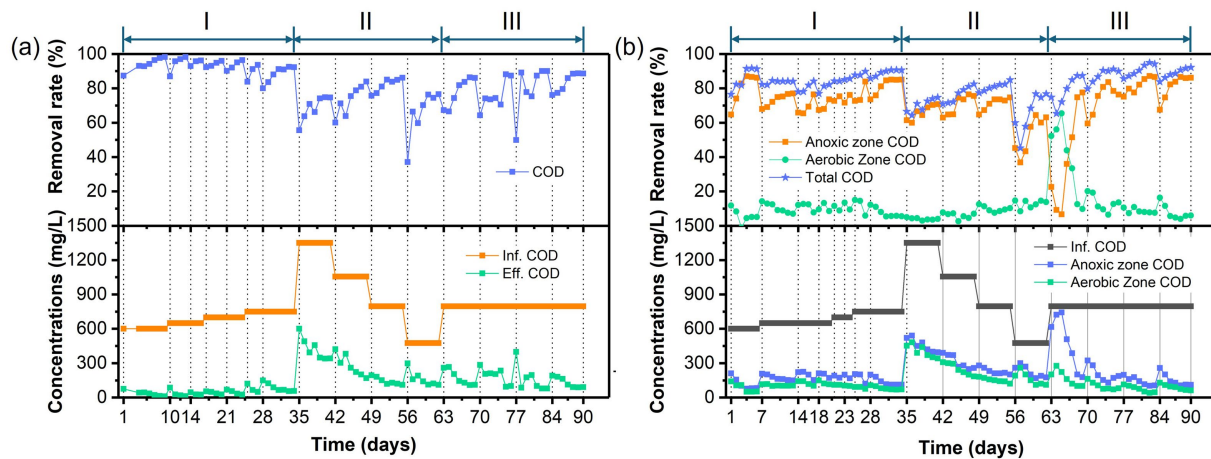 (a)
I
II
III
Removal rate (%)
100
80
60
40
20
COD
Concentrations (mg/L)
1500
1200
900
600
300
0
Inf. COD
Eff. COD
1 10 14 21 28 35 42 49 56 63 70 77 84 90
Time (days)
(b)
I
II
III
Removal rate (%)
100
80
60
40
20
Anoxic zone COD
Aerobic Zone COD
Total COD
Concentrations (mg/L)
1500
1200
900
600
300
0
Inf. COD
Anoxic zone COD
Aerobic Zone COD
1 7 14 18 23 28 35 42 49 56 63 70 77 84 90
Time (days)